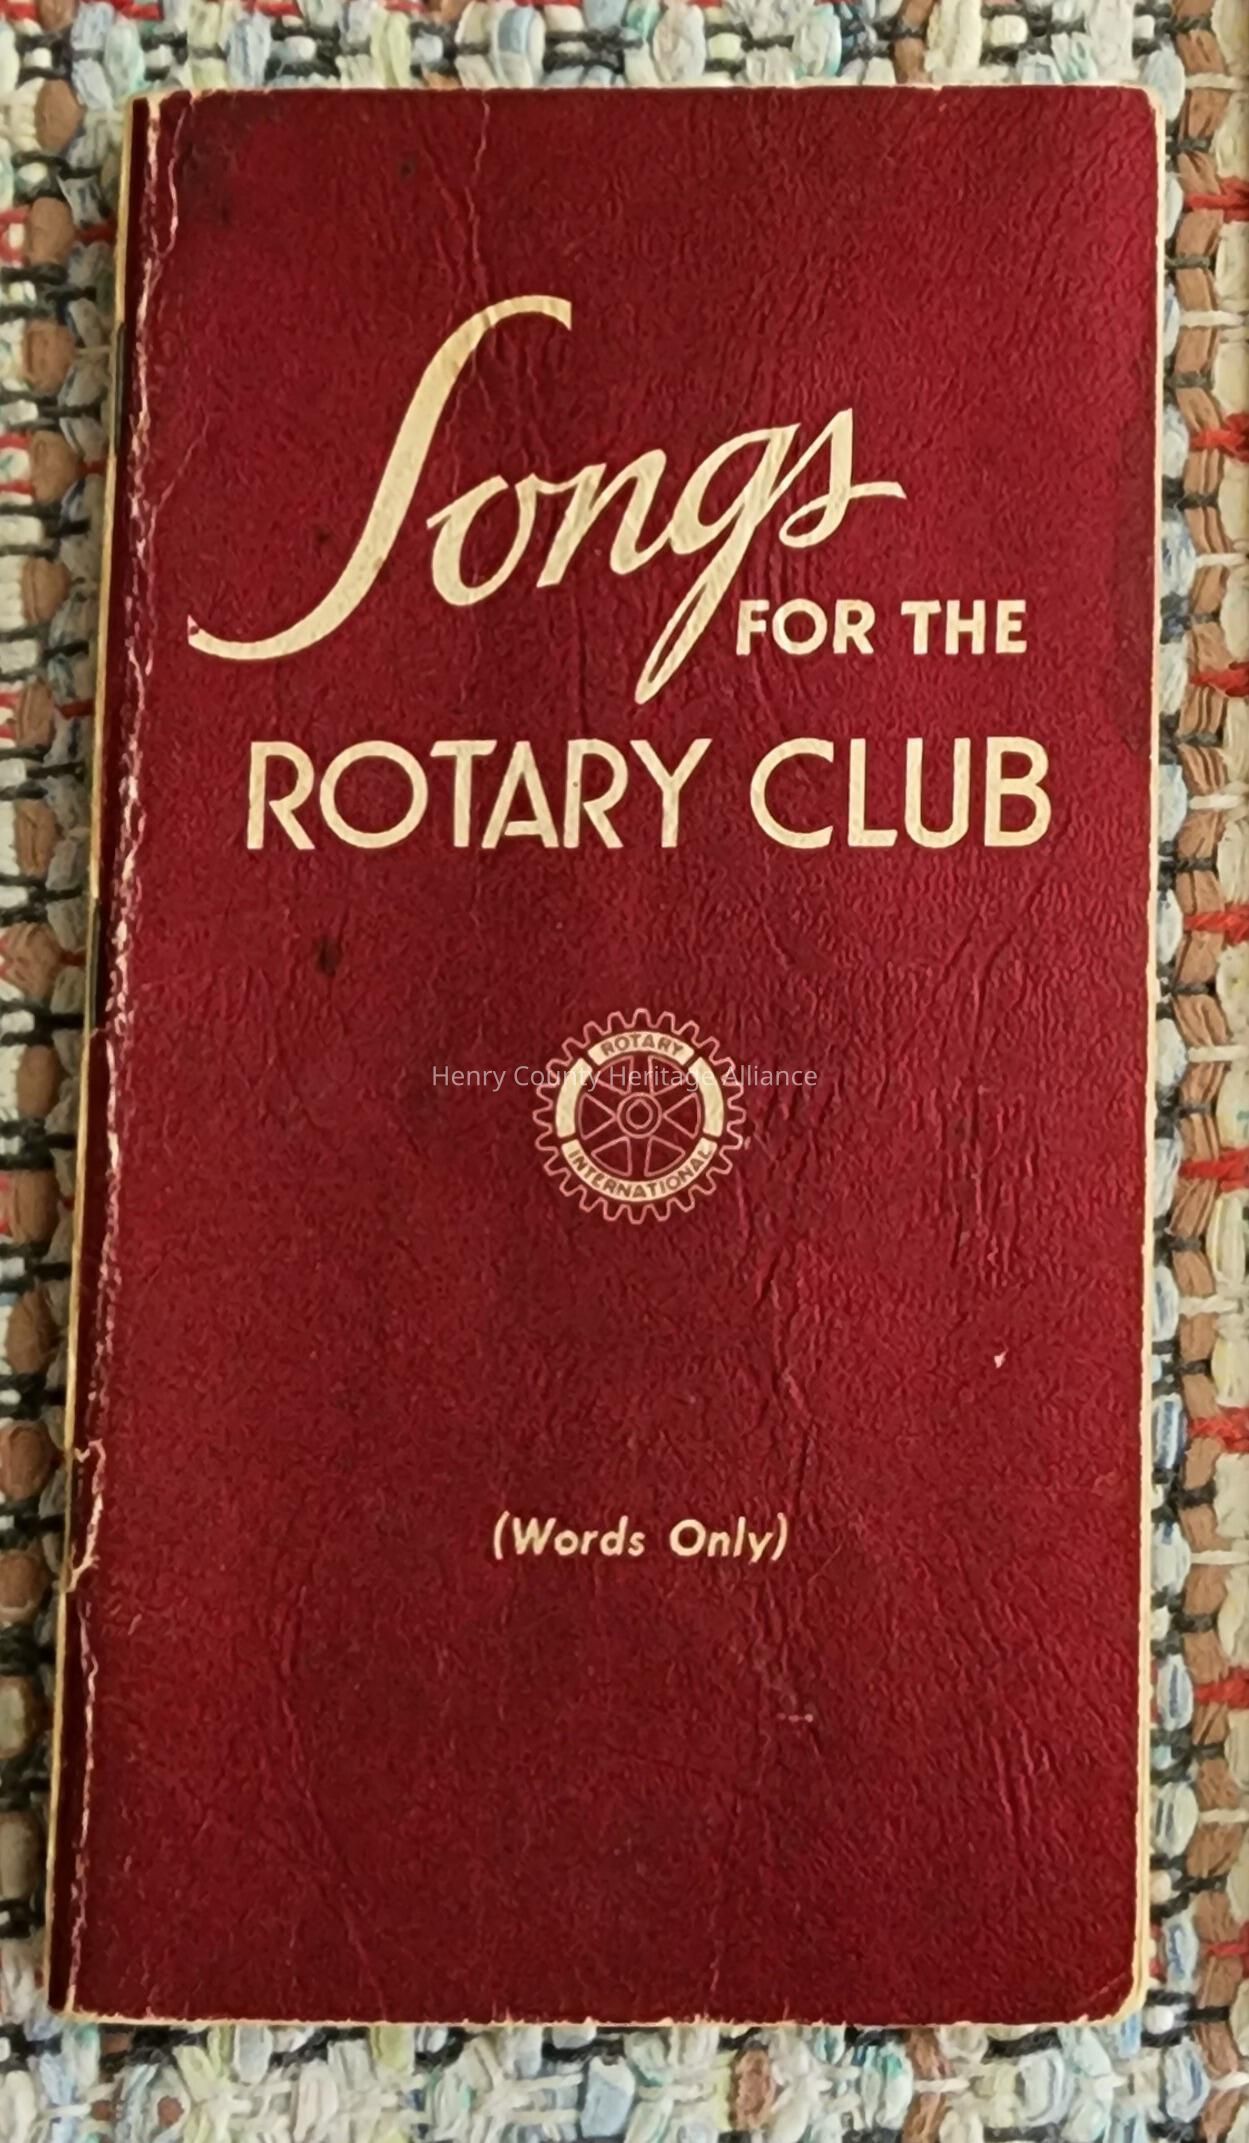 Songs
FOR THE
ROTARY CLUB
ROTARY
Henry County Heritage Alliance
INTERNATIONAL
(Words Only)